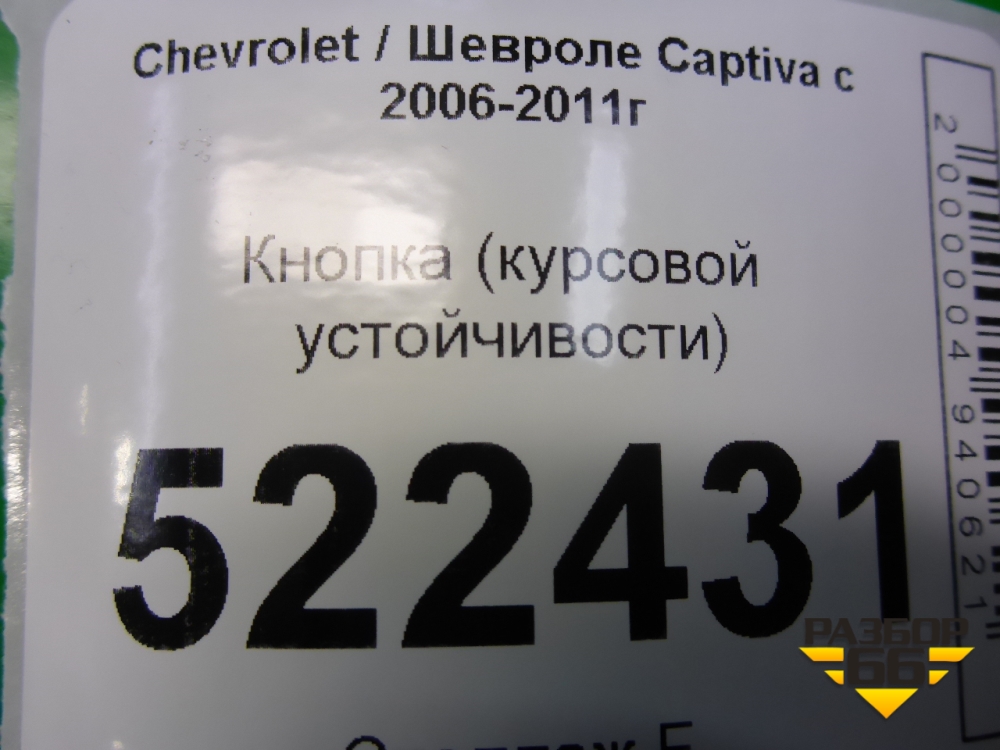 Chevrolet / Шевроле Captiva с
2006-2011г
Кнопка (курсовой
устойчивости)
522431
2000004940621
РАЗБОР
66